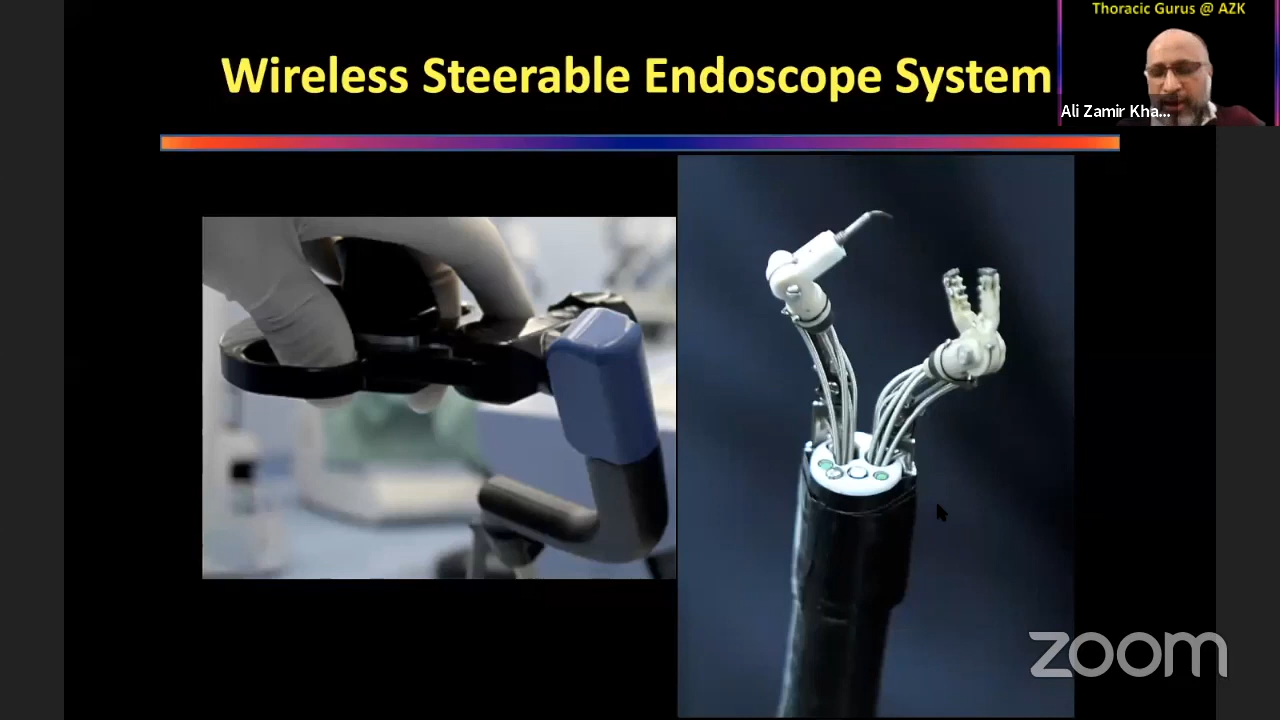 Thoracic Gurus @ AZK
Wireless Steerable Endoscope System
Ali Zamir Kha...
zoom